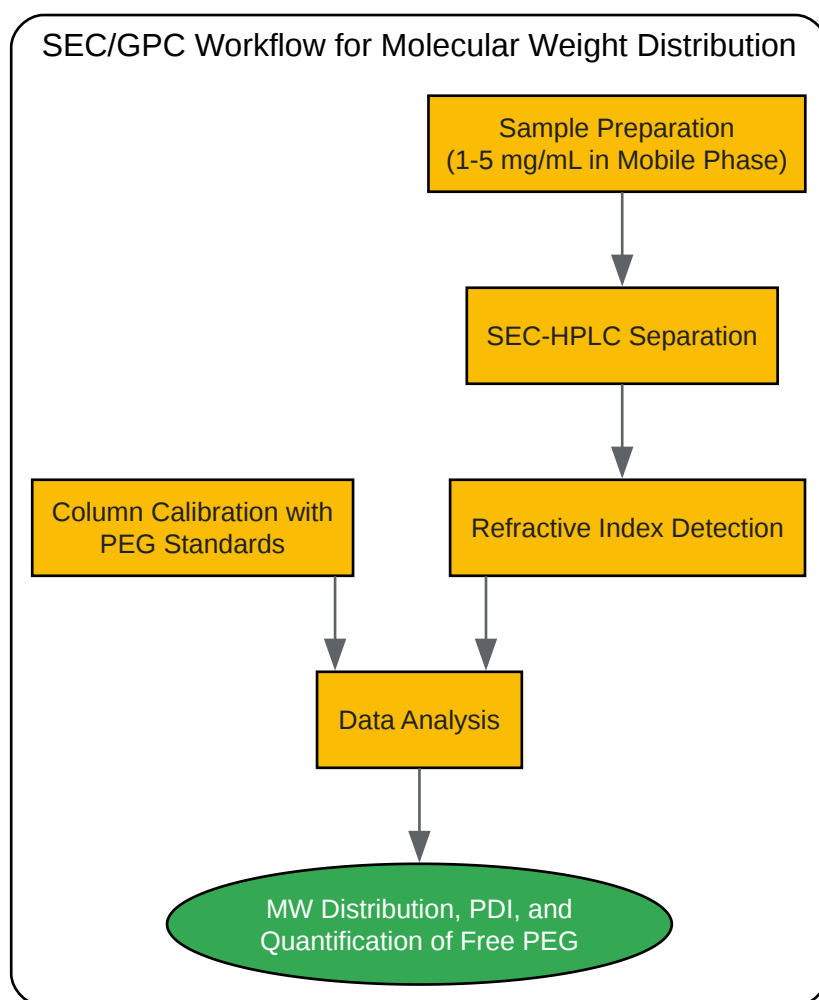 SEC/GPC Workflow for Molecular Weight Distribution
Sample Preparation
(1-5 mg/mL in Mobile Phase)
SEC-HPLC Separation
Column Calibration with
PEG Standards
Refractive Index Detection
Data Analysis
MW Distribution, PDI, and
Quantification of Free PEG